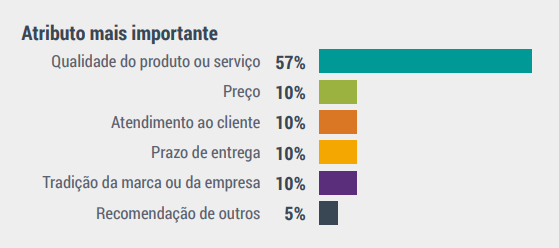 Atributo mais importante
Qualidade do produto ou serviço 57%
Preço 10%
Atendimento ao cliente 10%
Prazo de entrega 10%
Tradição da marca ou da empresa 10%
Recomendação de outros 5%